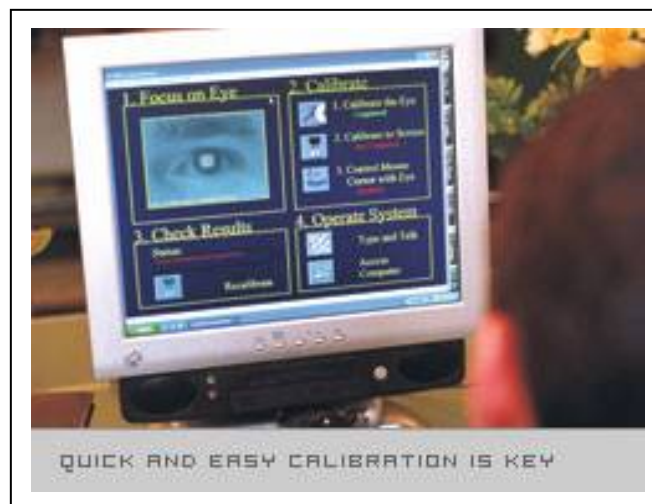 1. Focus on Eye
2. Calibrate
1. Calibrate the Eye
2. Calibrate to Screen
3. Control Mouse
Cursor with Eye
3. Check Results
Status:
Recalibrate
4. Operate System
Type and Talk
Access
Computer
QUICK AND EASY CALIBRATION IS KEY